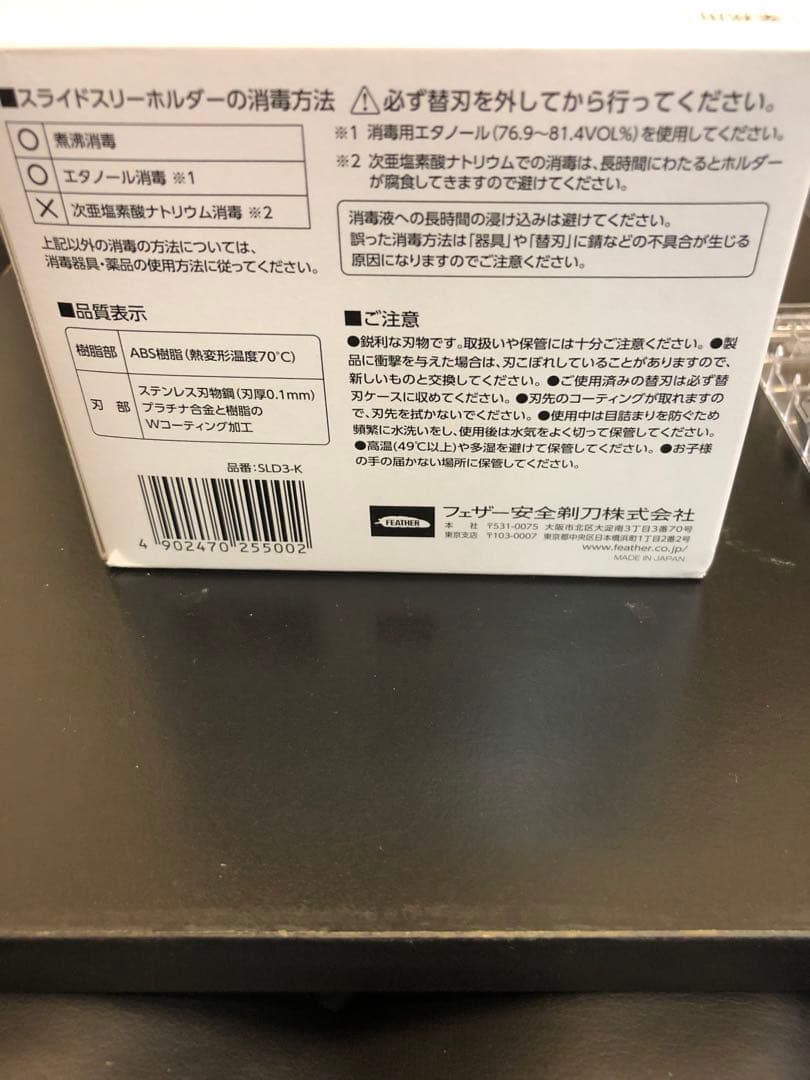 ■スライドスリーホルダーの消毒方法 ⚠必ず替刃を外してから行ってください。
○ 煮沸消毒
○ エタノール消毒 ※1
× 次亜塩素酸ナトリウム消毒 ※2
上記以外の消毒の方法については、
消毒器具・薬品の使用方法に従ってください。
※1 消毒用エタノール(76.9〜81.4VOL%)を使用してください。
※2 次亜塩素酸ナトリウムでの消毒は、長時間にわたるとホルダー
が腐食してきますので避けてください。
消毒液への長時間の浸け込みは避けてください。
誤った消毒方法は「器具」や「替刃」に錆などの不具合が生じる
原因になりますのでご注意ください。
■品質表示
樹脂部 ABS樹脂(熱変形温度70℃)
刃 部 ステンレス刃物鋼(刃厚0.1mm)
プラチナ合金と樹脂の
Wコーティング加工
品番:SLD3-K
4 902470 255002
■ご注意
●鋭利な刃物です。取扱いや保管には十分ご注意ください。●製
品に衝撃を与えた場合は、刃こぼれしていることがありますので、
新しいものと交換してください。●ご使用済みの替刃は必ず替
刃ケースに収めてください。●刃先のコーティングが取れますの
で、刃先を拭かないでください。●使用中は目詰まりを防ぐため
頻繁に水洗いをし、使用後は水気をよく切って保管してください。
●高温(49℃以上)や多湿を避けて保管してください。●お子様
の手の届かない場所に保管してください。
FEATHER
フェザー安全剃刀株式会社
本 社 〒531-0075 大阪市北区大淀南3丁目3番70号
東京支店 〒103-0007 東京都中央区日本橋浜町1丁目2番2号
www.feather.co.jp/
MADE IN JAPAN